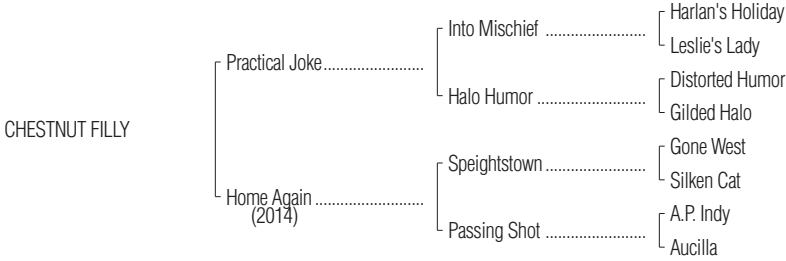 Harlan's Holiday
Into Mischief ........................
Leslie's Lady
Practical Joke........................
Distorted Humor
Halo Humor ..........................
Gilded Halo
CHESTNUT FILLY
Gone West
Speightstown ........................
Silken Cat
Home Again ..........................
(2014)
A.P. Indy
Passing Shot ........................
Aucilla